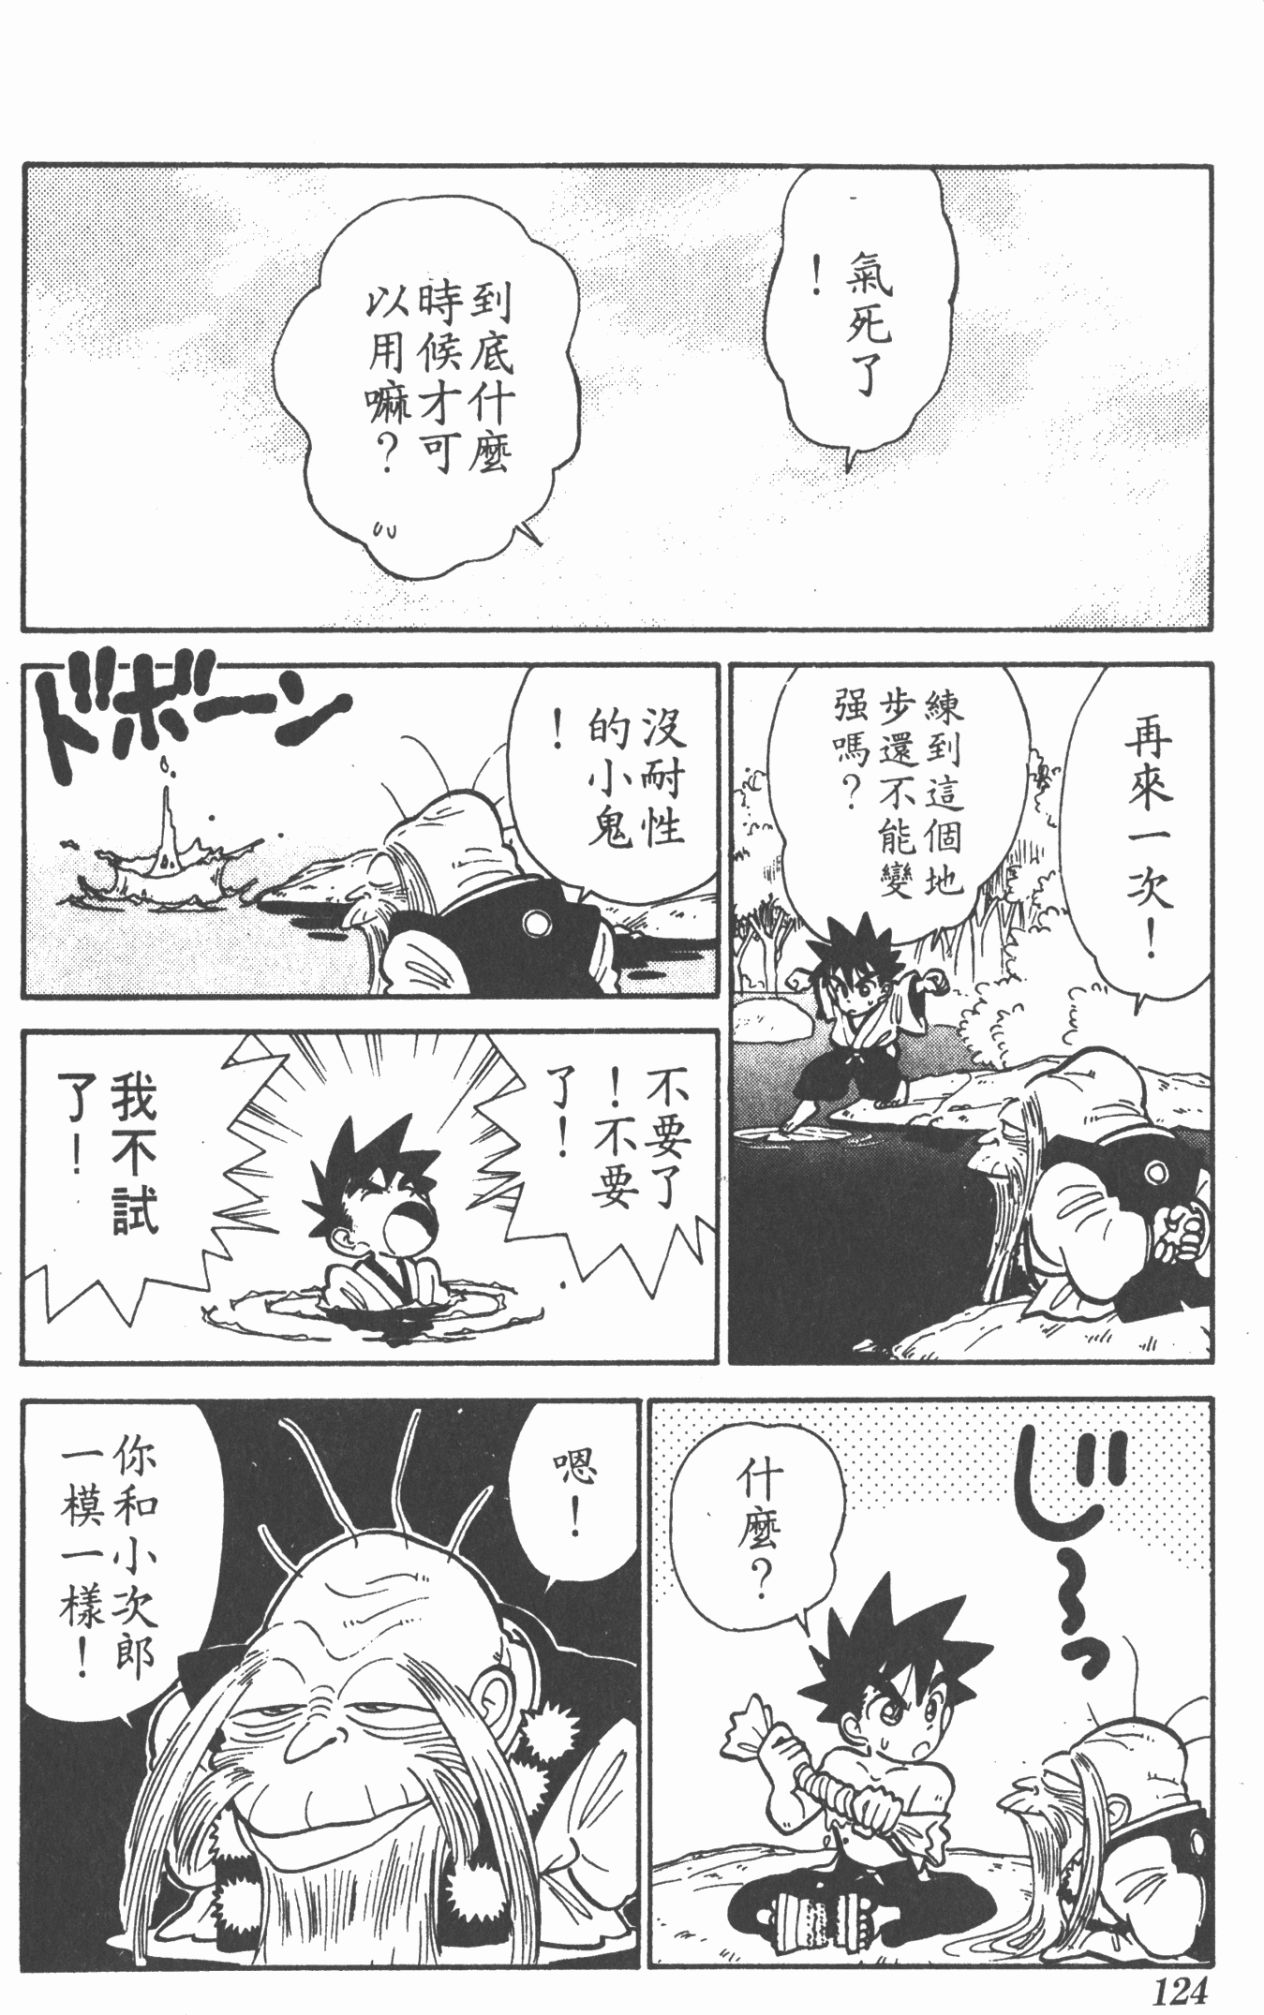 氣死了
！
到底什麼
時候才可
以用嘛？
再來一次！
練到這個地
步還不能變
强嗎？
沒耐性
的小鬼
！
ドボーン
不要了
！不要
了！
我不試
了！
じ〜っ
什麼？
嗯！
你和小次郎
一模一樣！
124